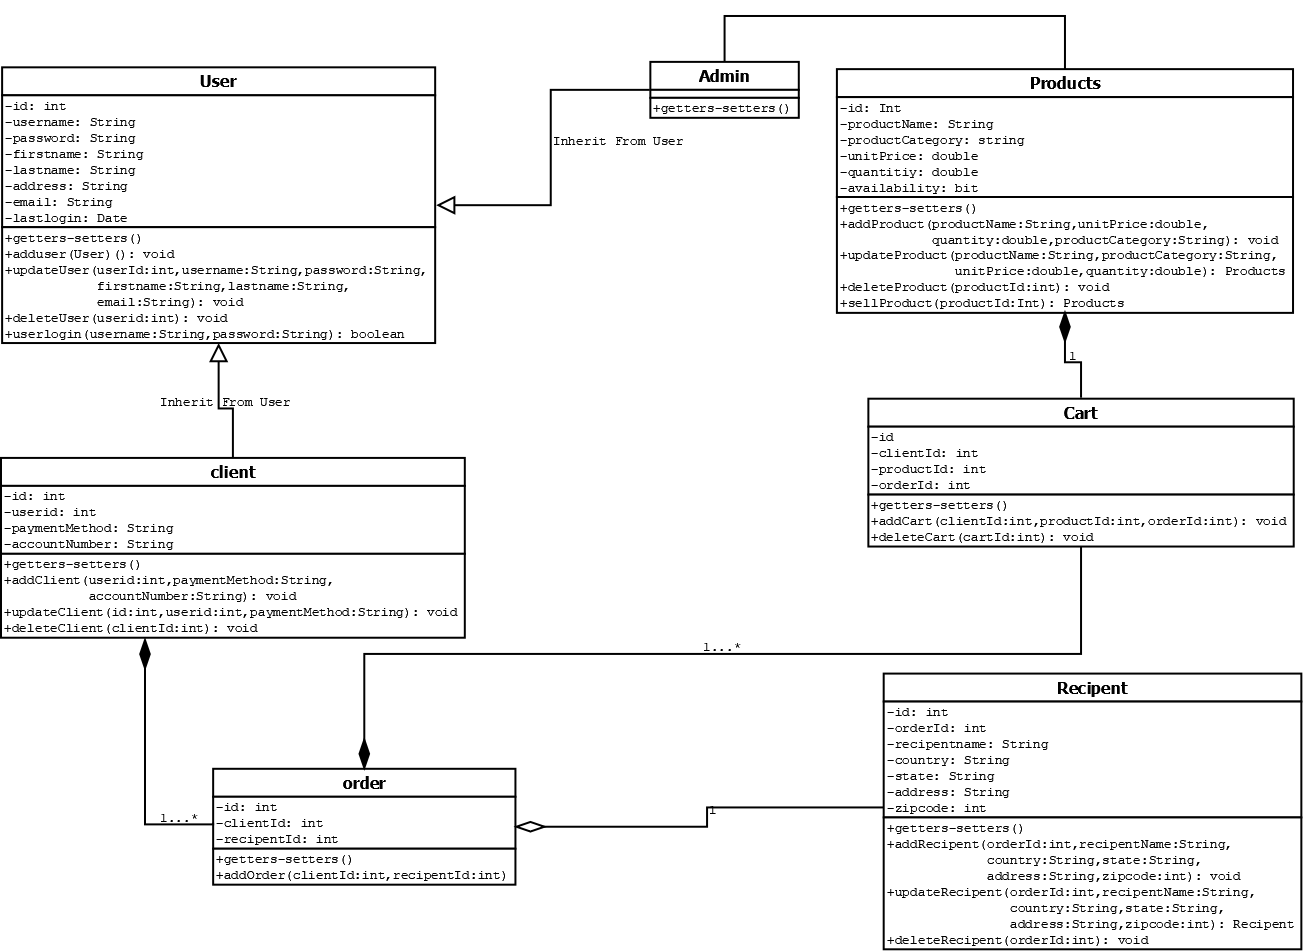 User
-id: int
-username: String
-password: String
-firstname: String
-lastname: String
-address: String
-email: String
-lastlogin: Date
+getters-setters()
+adduser(User)(): void
+updateUser(userId:int,username:String,password:String,
firstname:String,lastname:String,
email:String): void
+deleteUser(userid:int): void
+userlogin(username:String,password:String): boolean
Inherit From User
Admin
+getters-setters()
Inherit From User
Products
-id: Int
-productName: String
-productCategory: string
-unitPrice: double
-quantitiy: double
-availability: bit
+getters-setters()
+addProduct(productName:String,unitPrice:double,
quantity:double,productCategory:String): void
+updateProduct(productName:String,productCategory:String,
unitPrice:double,quantity:double): Products
+deleteProduct(productId:int): void
+sellProduct(productId:Int): Products
1
Cart
-id
-clientId: int
-productId: int
-orderId: int
+getters-setters()
+addCart(clientId:int,productId:int,orderId:int): void
+deleteCart(cartId:int): void
client
-id: int
-userid: int
-paymentMethod: String
-accountNumber: String
+getters-setters()
+addClient(userid:int,paymentMethod:String,
accountNumber:String): void
+updateClient(id:int,userid:int,paymentMethod:String): void
+deleteClient(clientId:int): void
1...*
1...*
order
-id: int
-clientId: int
-recipentId: int
+getters-setters()
+addOrder(clientId:int,recipentId:int)
1
Recipent
-id: int
-orderId: int
-recipentname: String
-country: String
-state: String
-address: String
-zipcode: int
+getters-setters()
+addRecipent(orderId:int,recipentName:String,
country:String,state:String,
address:String,zipcode:int): void
+updateRecipent(orderId:int,recipentName:String,
country:String,state:String,
address:String,zipcode:int): Recipent
+deleteRecipent(orderId:int): void